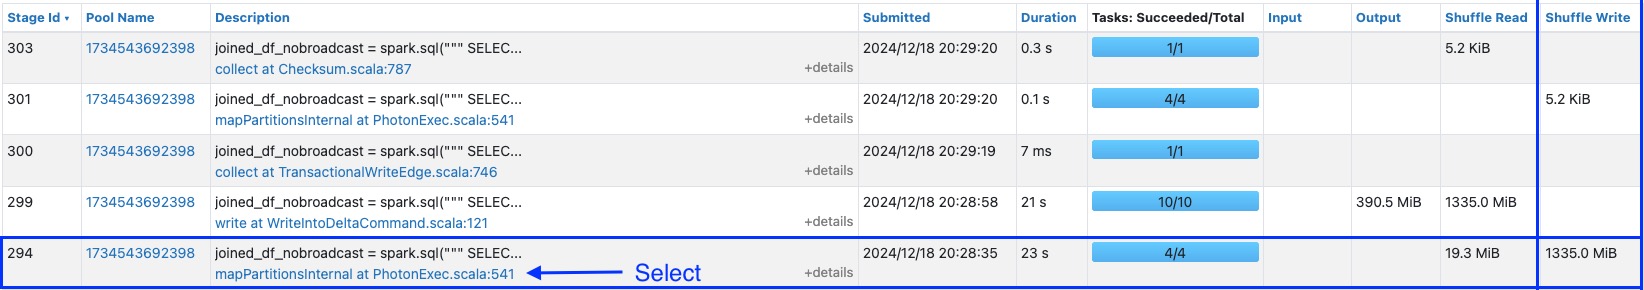 Stage Id ▾ Pool Name Description Submitted Duration Tasks: Succeeded/Total Input Output Shuffle Read Shuffle Write
303 1734543692398 joined_df_nobroadcast = spark.sql(""" SELEC... 2024/12/18 20:29:20 0.3 s 1/1 5.2 KiB
collect at Checksum.scala:787 +details
301 1734543692398 joined_df_nobroadcast = spark.sql(""" SELEC... 2024/12/18 20:29:20 0.1 s 4/4 5.2 KiB
mapPartitionsInternal at PhotonExec.scala:541 +details
300 1734543692398 joined_df_nobroadcast = spark.sql(""" SELEC... 2024/12/18 20:29:19 7 ms 1/1
collect at TransactionalWriteEdge.scala:746 +details
299 1734543692398 joined_df_nobroadcast = spark.sql(""" SELEC... 2024/12/18 20:28:58 21 s 10/10 390.5 MiB 1335.0 MiB
write at WriteIntoDeltaCommand.scala:121 +details
294 1734543692398 joined_df_nobroadcast = spark.sql(""" SELEC... 2024/12/18 20:28:35 23 s 4/4 19.3 MiB 1335.0 MiB
mapPartitionsInternal at PhotonExec.scala:541 Select +details